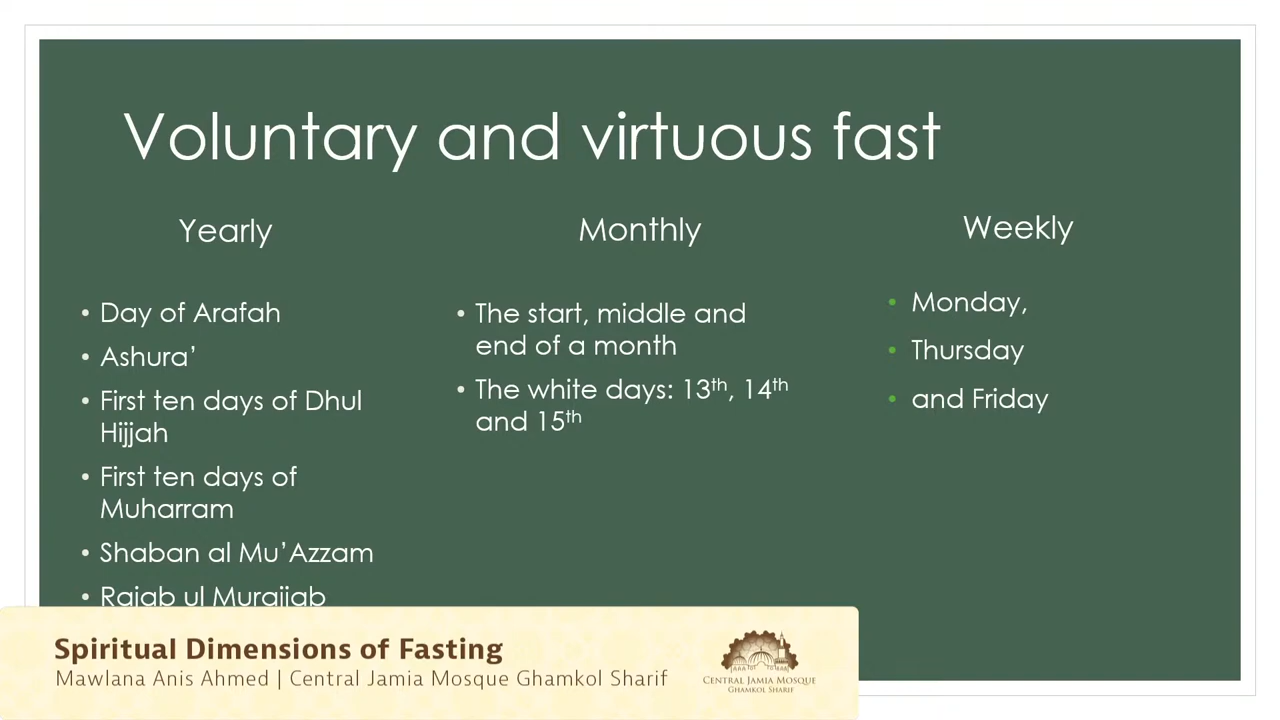 Voluntary and virtuous fast
Yearly
• Day of Arafah
• Ashura’
• First ten days of Dhul
Hijjah
• First ten days of
Muharram
• Shaban al Mu’Azzam
• Rajab ul Murajjab
Monthly
• The start, middle and
end of a month
• The white days: 13th, 14th
and 15th
Weekly
• Monday,
• Thursday
• and Friday
Spiritual Dimensions of Fasting
Mawlana Anis Ahmed | Central Jamia Mosque Ghamkol Sharif
CENTRAL JAMIA MOSQUE
GHAMKOL SHARIF